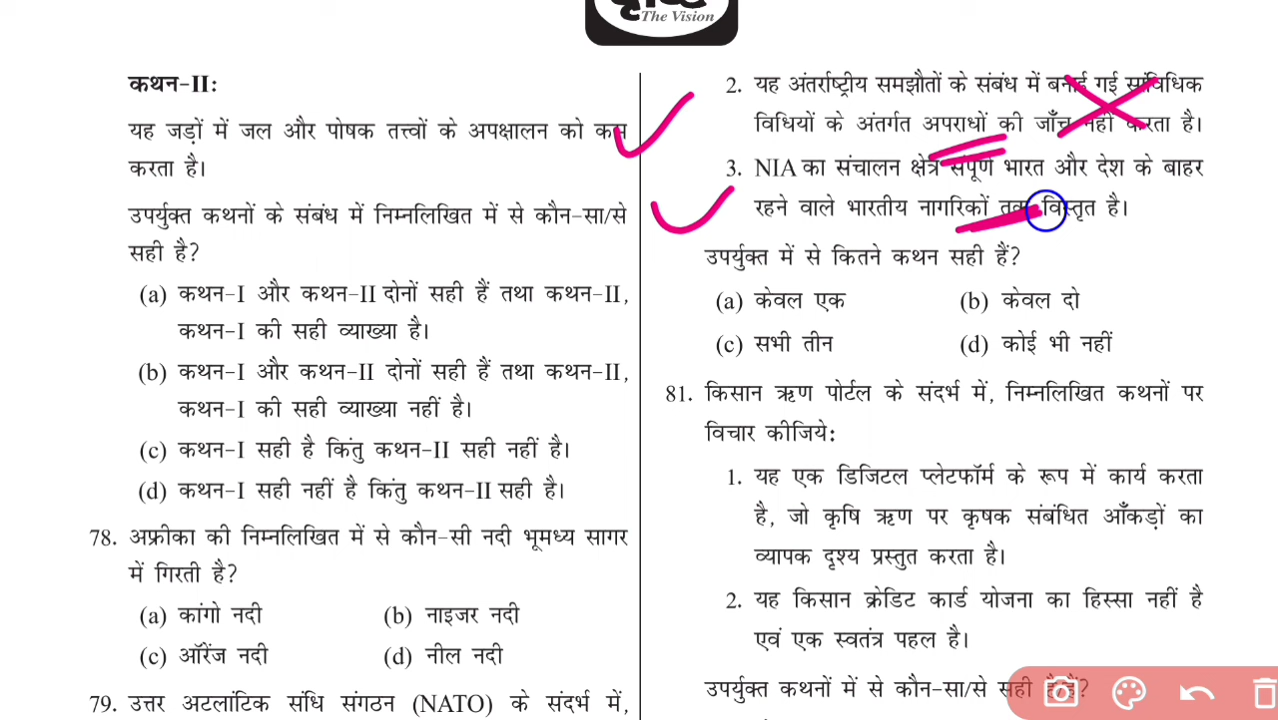 The Vision
कथन-II:
यह जड़ों में जल और पोषक तत्त्वों के अपक्षालन को कम
करता है।
उपर्युक्त कथनों के संबंध में निम्नलिखित में से कौन-सा/से
सही है?
(a) कथन-I और कथन-II दोनों सही हैं तथा कथन-II,
कथन-I की सही व्याख्या है।
(b) कथन-I और कथन-II दोनों सही हैं तथा कथन-II,
कथन-I की सही व्याख्या नहीं है।
(c) कथन-I सही है किंतु कथन-II सही नहीं है।
(d) कथन-I सही नहीं है किंतु कथन-II सही है।
78. अफ्रीका की निम्नलिखित में से कौन-सी नदी भूमध्य सागर
में गिरती है?
(a) कांगो नदी (b) नाइजर नदी
(c) ऑरेंज नदी (d) नील नदी
79. उत्तर अटलांटिक संधि संगठन (NATO) के संदर्भ में,
2. यह अंतर्राष्ट्रीय समझौतों के संबंध में बनाई गई सांविधिक
विधियों के अंतर्गत अपराधों की जाँच नहीं करता है।
3. NIA का संचालन क्षेत्र संपूर्ण भारत और देश के बाहर
रहने वाले भारतीय नागरिकों तक विस्तृत है।
उपर्युक्त में से कितने कथन सही हैं?
(a) केवल एक (b) केवल दो
(c) सभी तीन (d) कोई भी नहीं
81. किसान ऋण पोर्टल के संदर्भ में, निम्नलिखित कथनों पर
विचार कीजिये:
1. यह एक डिजिटल प्लेटफॉर्म के रूप में कार्य करता
है, जो कृषि ऋण पर कृषक संबंधित आँकड़ों का
व्यापक दृश्य प्रस्तुत करता है।
2. यह किसान क्रेडिट कार्ड योजना का हिस्सा नहीं है
एवं एक स्वतंत्र पहल है।
उपर्युक्त कथनों में से कौन-सा/से सही है/हैं?